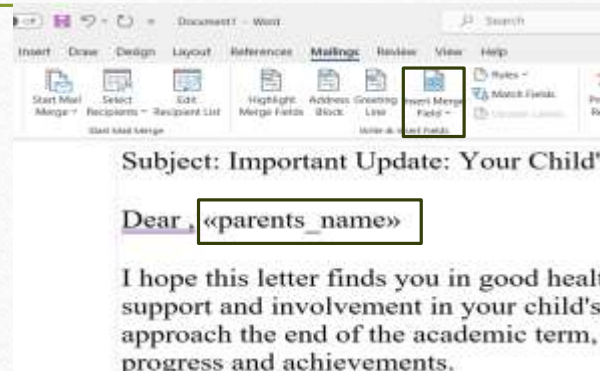 Document1 - Word
Search
Insert Draw Design Layout References Mailings Review View Help
Start Mail Merge
Select Recipients
Edit Recipient List
Highlight Merge Fields
Address Block
Greeting Line
Insert Merge Field
Rules
Match Fields
Update Labels
Start Mail Merge
Write & Insert Fields
Subject: Important Update: Your Child'
Dear , «parents_name»
I hope this letter finds you in good healt
support and involvement in your child's
approach the end of the academic term,
progress and achievements.